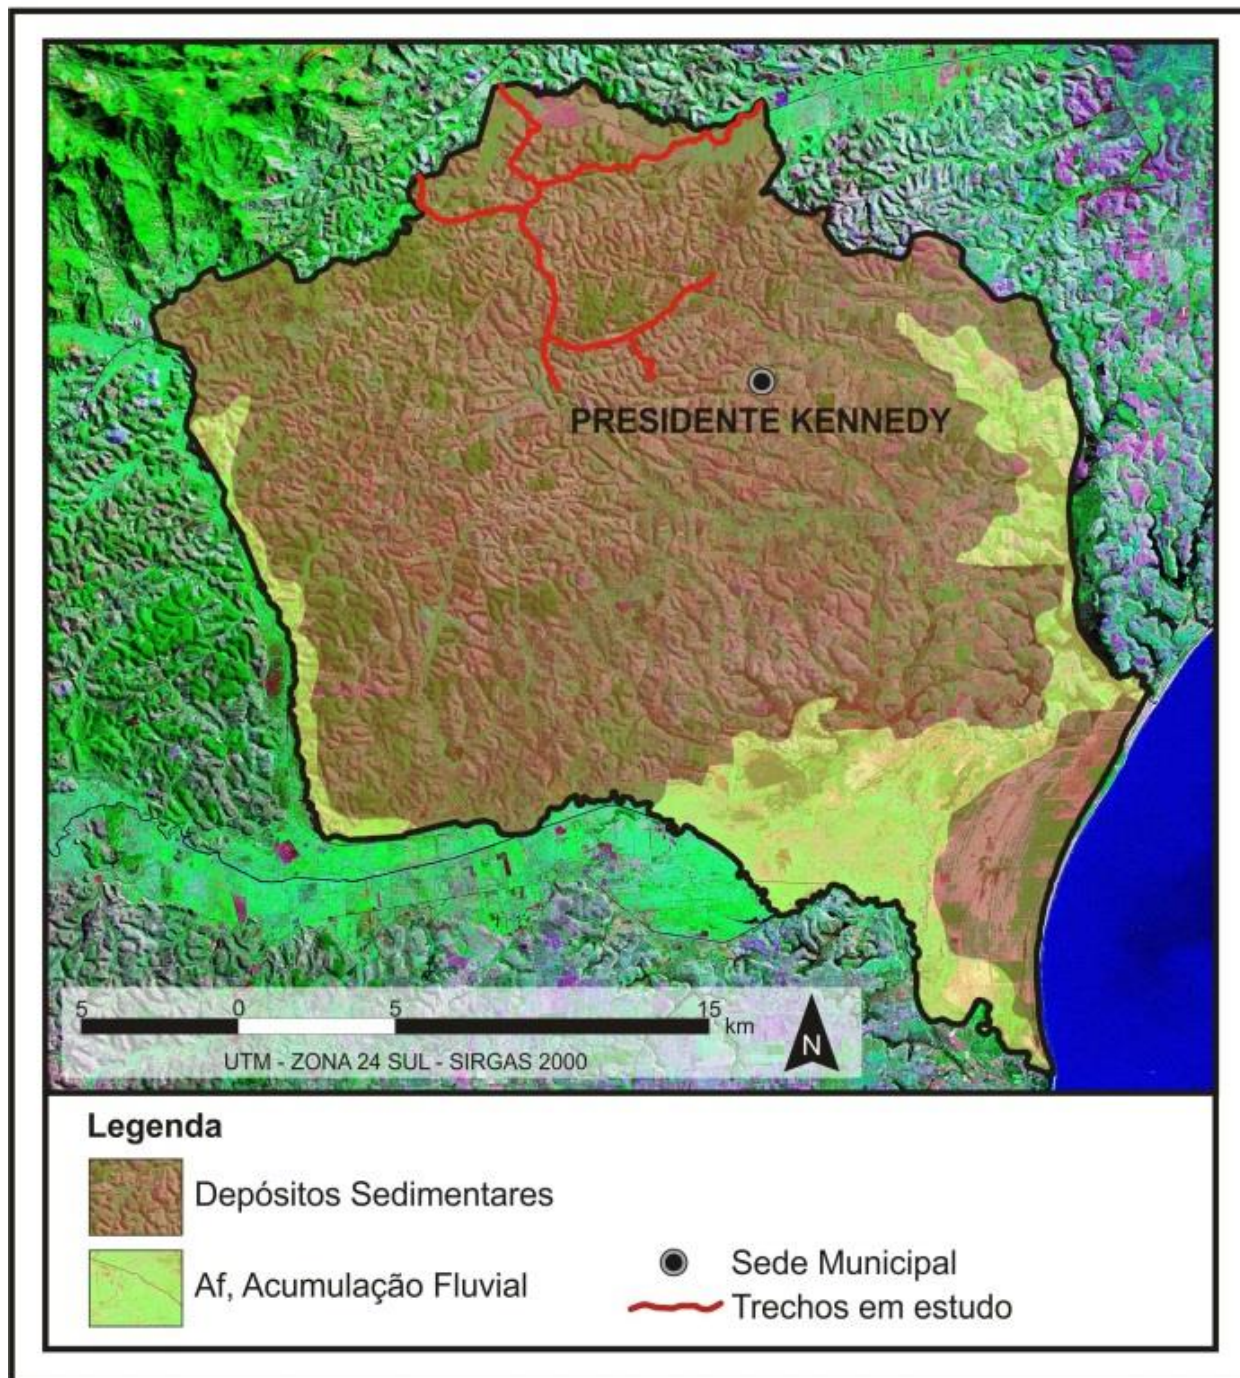 PRESIDENTE KENNEDY
5 0 5 15 km
N
UTM - ZONA 24 SUL - SIRGAS 2000
Legenda
Depósitos Sedimentares
Af, Acumulação Fluvial
Sede Municipal
Trechos em estudo